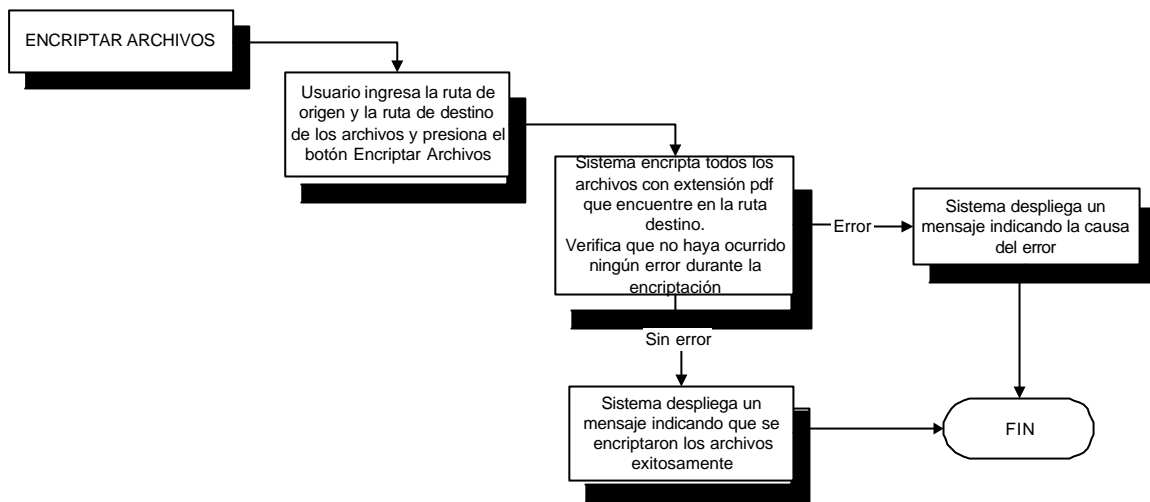 ENCRIPTAR ARCHIVOS
Usuario ingresa la ruta de
origen y la ruta de destino
de los archivos y presiona el
botón Encriptar Archivos
Sistema encripta todos los
archivos con extensión pdf
que encuentre en la ruta
destino.
Verifica que no haya ocurrido
ningún error durante la
encriptación
Error
Sistema despliega un
mensaje indicando la causa
del error
Sin error
Sistema despliega un
mensaje indicando que se
encriptaron los archivos
exitosamente
FIN